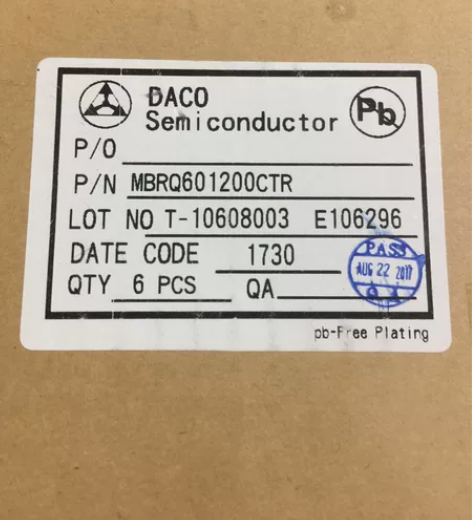 DACO
Semiconductor
Pb
P/O
P/N MBRQ601200CTR
LOT NO T-10608003 E106296
DATE CODE 1730
PASS
AUG 22 2017
QTY 6 PCS QA
Q A
pb-Free Plating